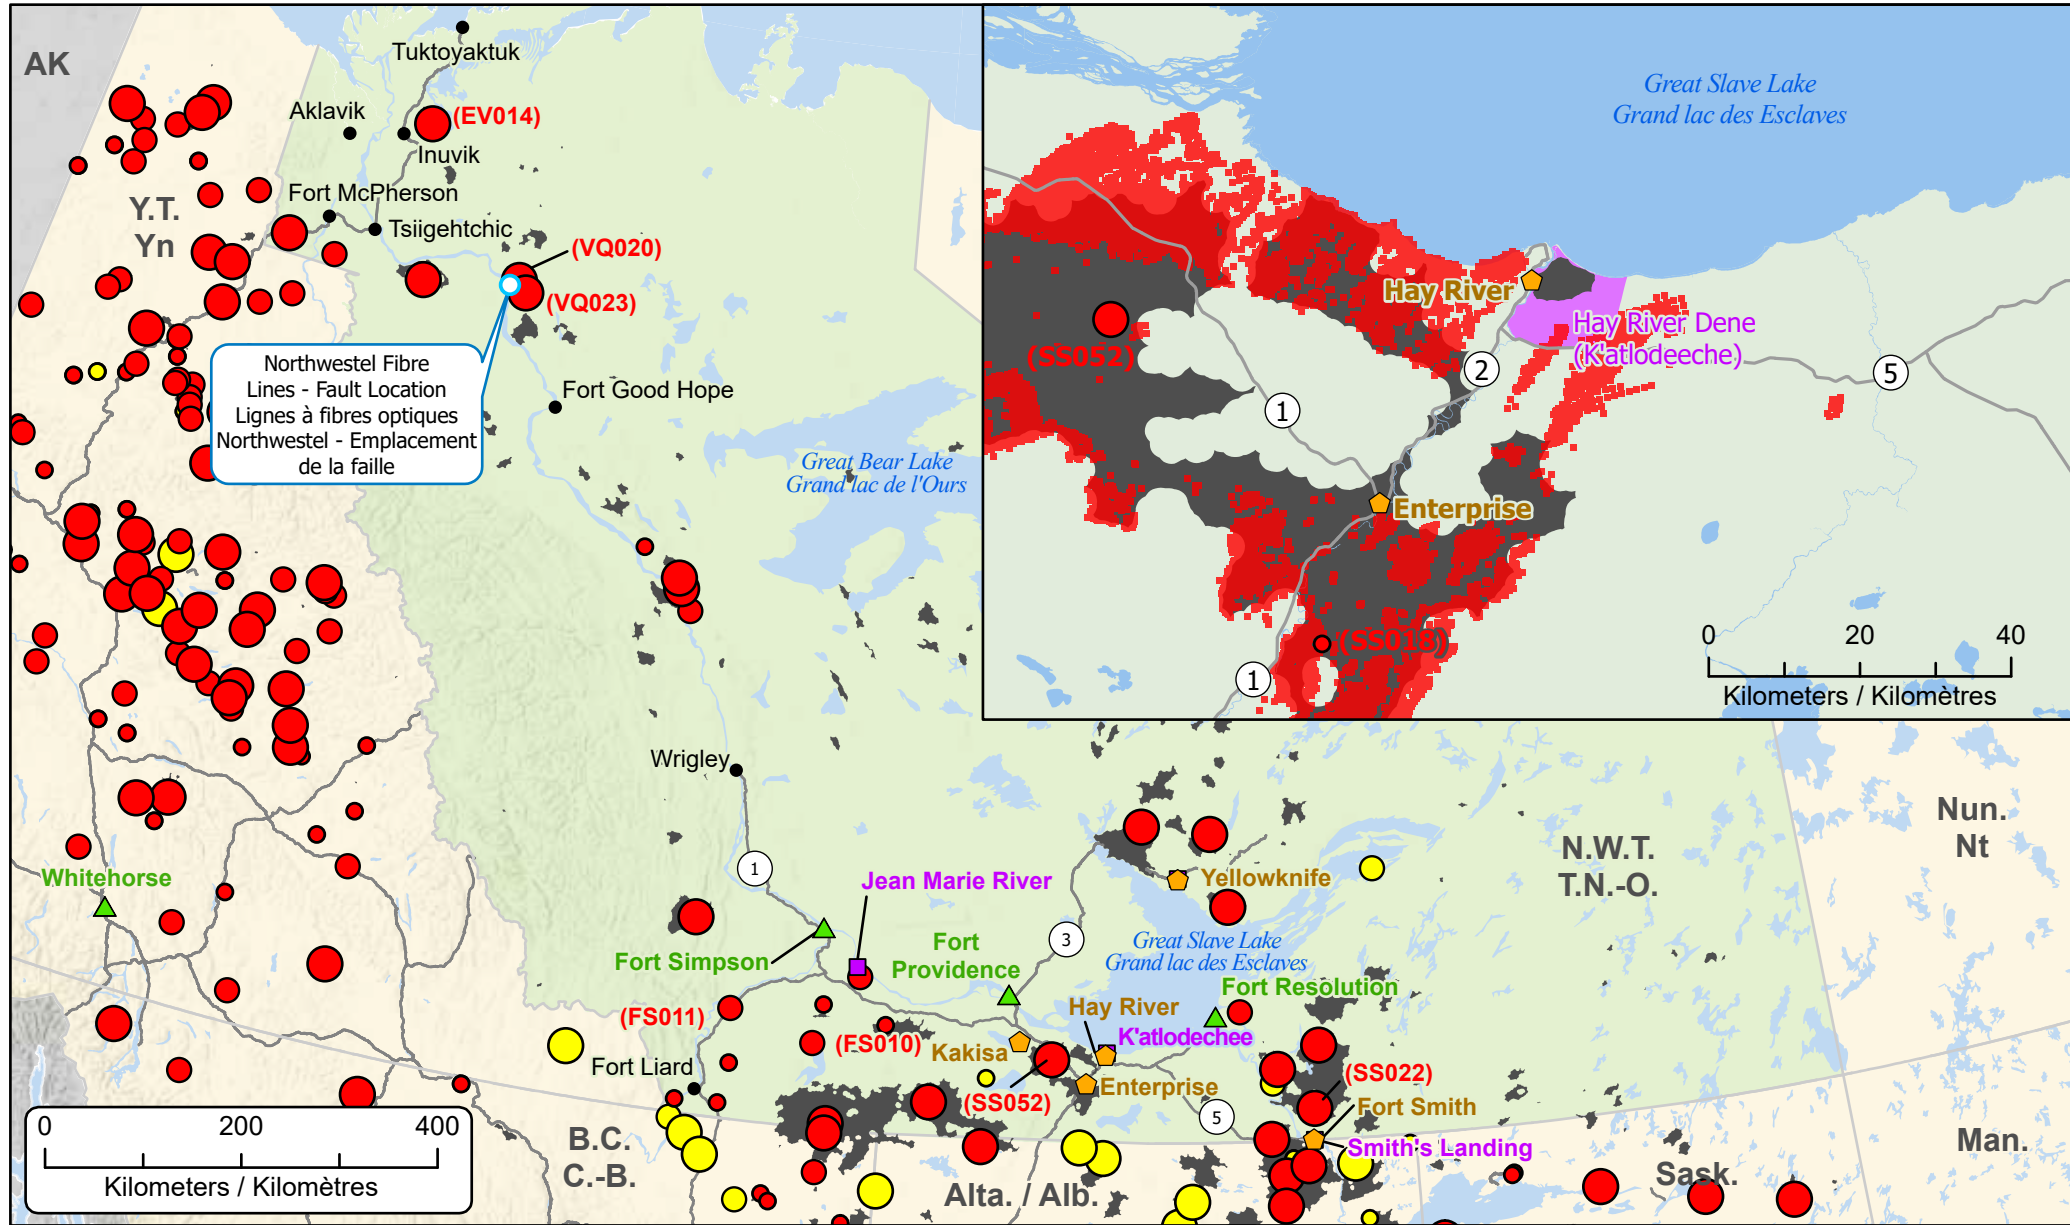 AK
Tuktoyaktuk
Aklavik
(EV014)
Inuvik
Fort McPherson
Y.T.
Yn
Tsiigehtchic
(VQ020)
(VQ023)
Northwestel Fibre
Lines - Fault Location
Lignes à fibres optiques
Northwestel - Emplacement
de la faille
Fort Good Hope
Great Bear Lake
Grand lac de l'Ours
Great Slave Lake
Grand lac des Esclaves
Hay River
Hay River Dene
(K'atlodeeche)
(SS052)
2
5
1
Enterprise
(SS018)
1
0 20 40
Kilometers / Kilomètres
Wrigley
1
Jean Marie River
Yellowknife
N.W.T.
T.N.-O.
Nun.
Nt
Whitehorse
Fort Simpson
Fort
Providence
3
Great Slave Lake
Grand lac des Esclaves
Fort Resolution
Hay River
K'atlodechee
(FS011)
(FS010)
Kakisa
Fort Liard
Enterprise
(SS052)
5
(SS022)
Fort Smith
Smith's Landing
0 200 400
Kilometers / Kilomètres
B.C.
C.-B.
Alta. / Alb.
Sask.
Man.